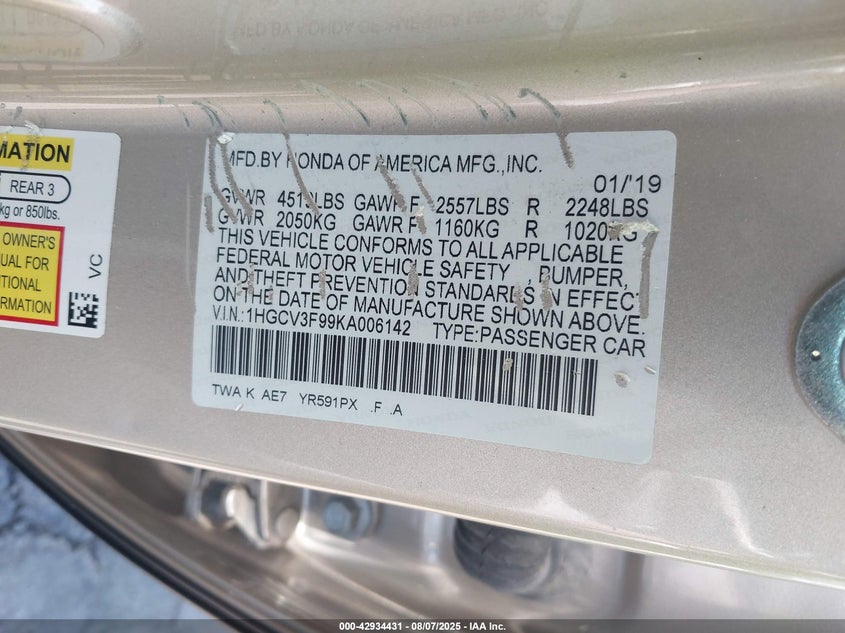 MATION
REAR 3
kg or 850lbs.
OWNER'S
UAL FOR
TIONAL
ORMATION
VC
MFD.BY HONDA OF AMERICA MFG.,INC.
01/'19
GVWR 4519LBS GAWR F 2557LBS R 2248LBS
GVWR 2050KG GAWR F 1160KG R 1020KG
THIS VEHICLE CONFORMS TO ALL APPLICABLE
FEDERAL MOTOR VEHICLE SAFETY , BUMPER,
AND THEFT PREVENTION STANDARDS IN EFFECT
ON THE DATE OF MANUFACTURE SHOWN ABOVE.
V.I.N.:1HGCV3F99KA006142 TYPE:PASSENGER CAR
TWA K AE7 YR591PX .F .A
000-42934431 - 08/07/2025 - IAA Inc.